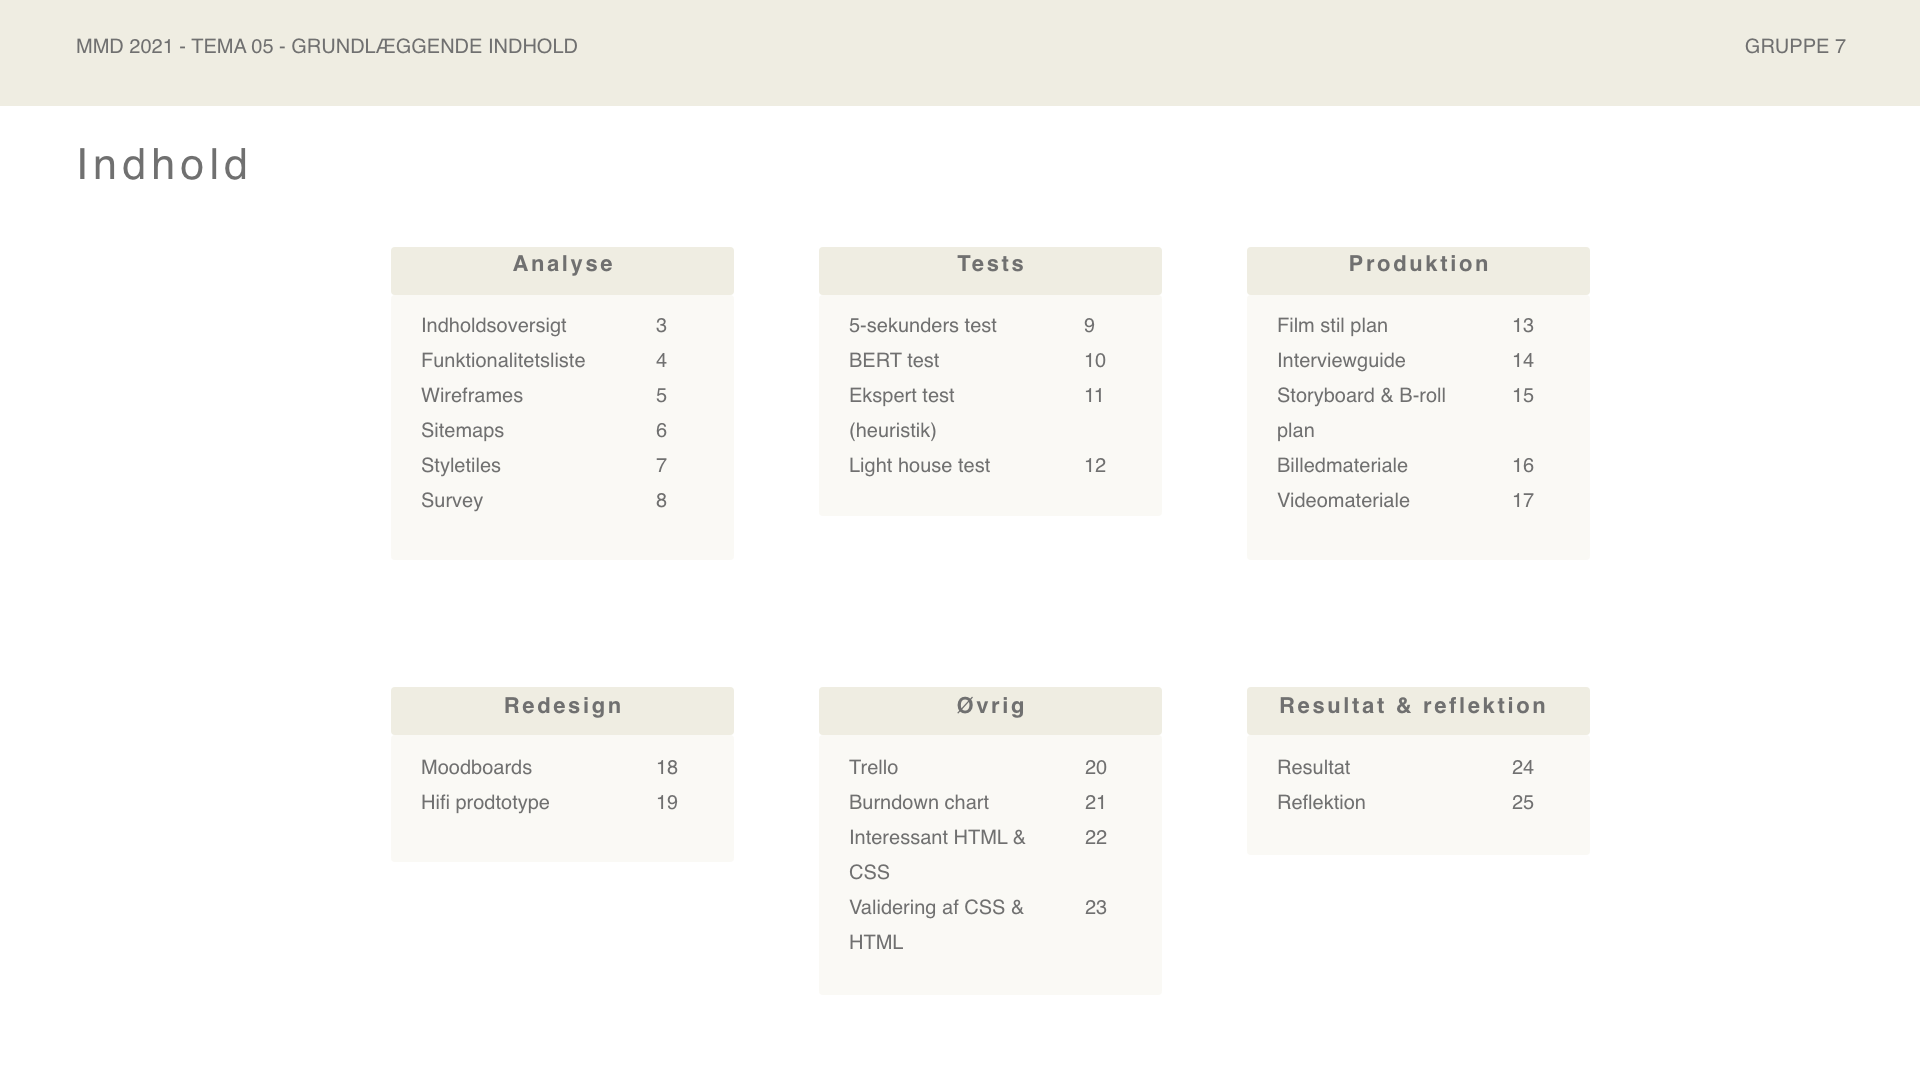 MMD 2021 - TEMA 05 - GRUNDLÆGGENDE INDHOLD
GRUPPE 7
Indhold
Analyse
Indholdsoversigt 3
Funktionalitetsliste 4
Wireframes 5
Sitemaps 6
Styletiles 7
Survey 8
Tests
5-sekunders test 9
BERT test 10
Ekspert test 11
(heuristik)
Light house test 12
Produktion
Film stil plan 13
Interviewguide 14
Storyboard & B-roll 15
plan
Billedmateriale 16
Videomateriale 17
Redesign
Moodboards 18
Hifi prodtotype 19
Øvrig
Trello 20
Burndown chart 21
Interessant HTML & 22
CSS
Validering af CSS & 23
HTML
Resultat & reflektion
Resultat 24
Reflektion 25